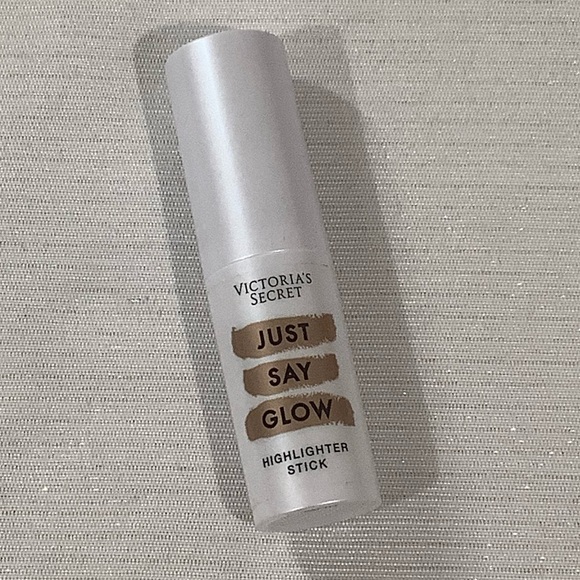 VICTORIA'S
SECRET
JUST
SAY
GLOW
HIGHLIGHTER
STICK